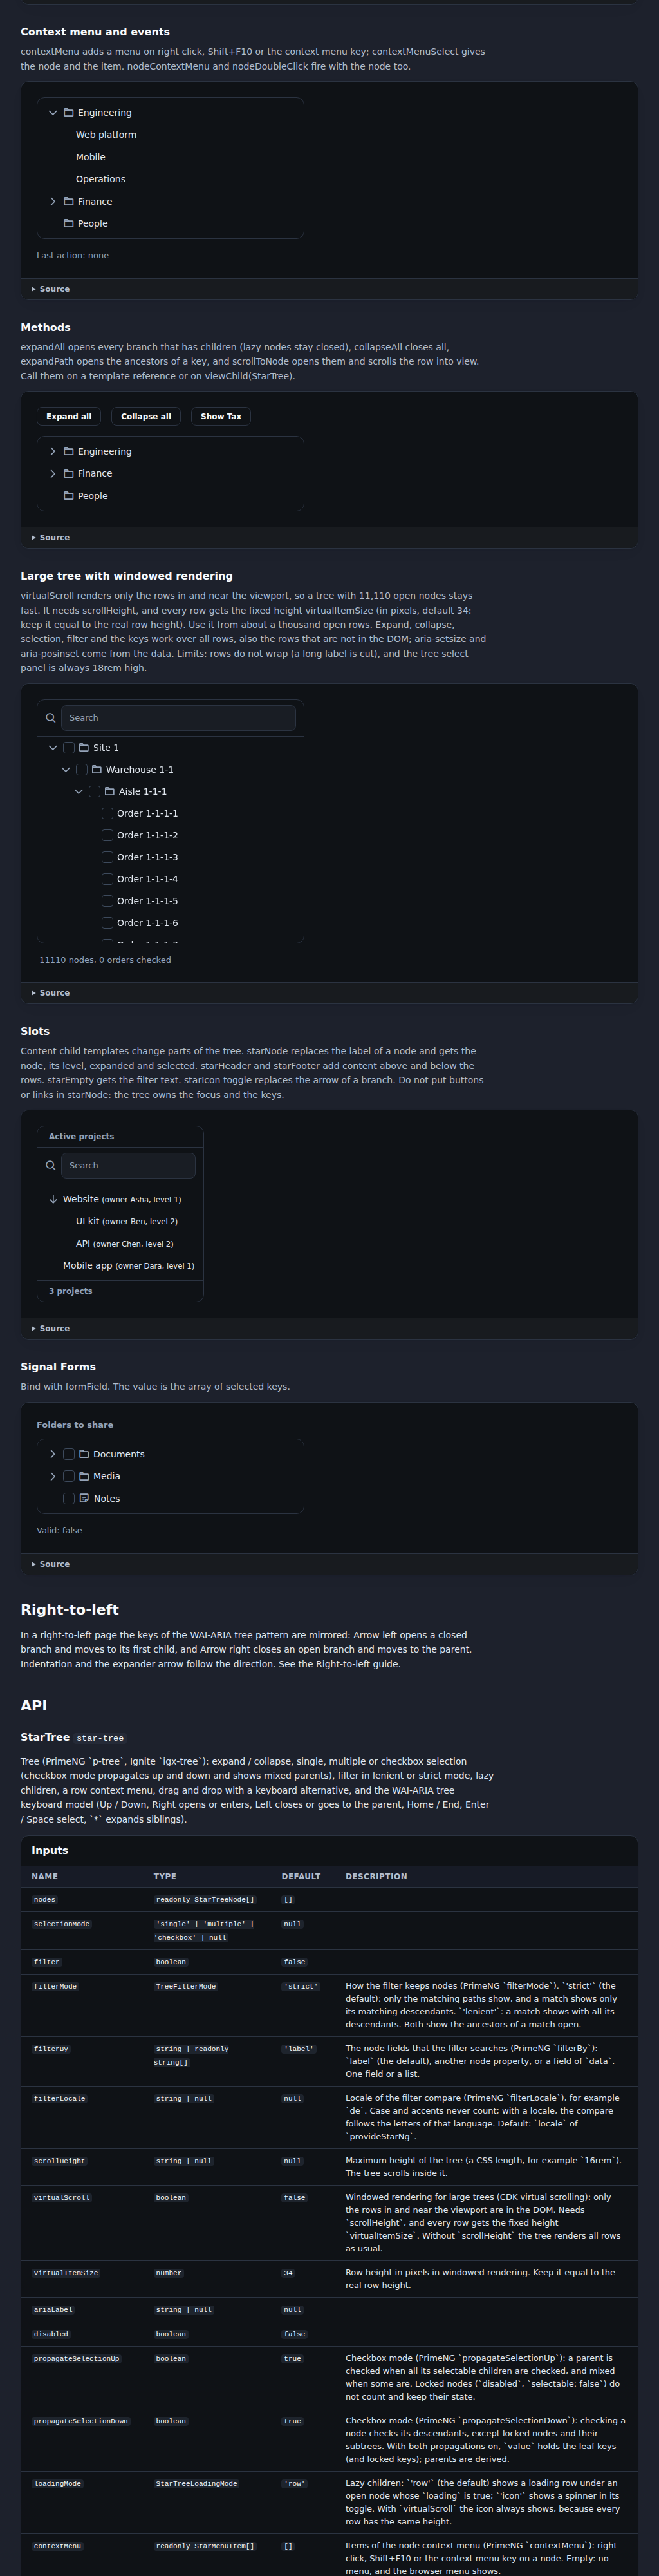 Context menu and events
contextMenu adds a menu on right click, Shift+F10 or the context menu key; contextMenuSelect gives
the node and the item. nodeContextMenu and nodeDoubleClick fire with the node too.
Engineering
Web platform
Mobile
Operations
Finance
People
Last action: none
Source
Methods
expandAll opens every branch that has children (lazy nodes stay closed), collapseAll closes all,
expandPath opens the ancestors of a key, and scrollToNode opens them and scrolls the row into view.
Call them on a template reference or on viewChild(StarTree).
Expand all Collapse all Show Tax
Engineering
Finance
People
Source
Large tree with windowed rendering
virtualScroll renders only the rows in and near the viewport, so a tree with 11,110 open nodes stays
fast. It needs scrollHeight, and every row gets the fixed height virtualItemSize (in pixels, default 34:
keep it equal to the real row height). Use it from about a thousand open rows. Expand, collapse,
selection, filter and the keys work over all rows, also the rows that are not in the DOM; aria-setsize and
aria-posinset come from the data. Limits: rows do not wrap (a long label is cut), and the tree select
panel is always 18rem high.
Search
Site 1
Warehouse 1-1
Aisle 1-1-1
Order 1-1-1-1
Order 1-1-1-2
Order 1-1-1-3
Order 1-1-1-4
Order 1-1-1-5
Order 1-1-1-6
Order 1-1-1-7
11110 nodes, 0 orders checked
Source
Slots
Content child templates change parts of the tree. starNode replaces the label of a node and gets the
node, its level, expanded and selected. starHeader and starFooter add content above and below the
rows. starEmpty gets the filter text. starIcon toggle replaces the arrow of a branch. Do not put buttons
or links in starNode: the tree owns the focus and the keys.
Active projects
Search
Website (owner Asha, level 1)
UI kit (owner Ben, level 2)
API (owner Chen, level 2)
Mobile app (owner Dara, level 1)
3 projects
Source
Signal Forms
Bind with formField. The value is the array of selected keys.
Folders to share
Documents
Media
Notes
Valid: false
Source
Right-to-left
In a right-to-left page the keys of the WAI-ARIA tree pattern are mirrored: Arrow left opens a closed
branch and moves to its first child, and Arrow right closes an open branch and moves to the parent.
Indentation and the expander arrow follow the direction. See the Right-to-left guide.
API
StarTree star-tree
Tree (PrimeNG `p-tree`, Ignite `igx-tree`): expand / collapse, single, multiple or checkbox selection
(checkbox mode propagates up and down and shows mixed parents), filter in lenient or strict mode, lazy
children, a row context menu, drag and drop with a keyboard alternative, and the WAI-ARIA tree
keyboard model (Up / Down, Right opens or enters, Left closes or goes to the parent, Home / End, Enter
/ Space select, `*` expands siblings).
Inputs
NAME TYPE DEFAULT DESCRIPTION
nodes readonly StarTreeNode[] []
selectionMode 'single' | 'multiple' | null
'checkbox' | null
filter boolean false
filterMode TreeFilterMode 'strict' How the filter keeps nodes (PrimeNG `filterMode`). `'strict'` (the
default): only the matching paths show, and a match shows only
its matching descendants. `'lenient'`: a match shows with all its
descendants. Both show the ancestors of a match open.
filterBy string | readonly 'label' The node fields that the filter searches (PrimeNG `filterBy`):
string[] `label` (the default), another node property, or a field of `data`.
One field or a list.
filterLocale string | null null Locale of the filter compare (PrimeNG `filterLocale`), for example
`de`. Case and accents never count; with a locale, the compare
follows the letters of that language. Default: `locale` of
`provideStarNg`.
scrollHeight string | null null Maximum height of the tree (a CSS length, for example `16rem`).
The tree scrolls inside it.
virtualScroll boolean false Windowed rendering for large trees (CDK virtual scrolling): only
the rows in and near the viewport are in the DOM. Needs
`scrollHeight`, and every row gets the fixed height
`virtualItemSize`. Without `scrollHeight` the tree renders all rows
as usual.
virtualItemSize number 34 Row height in pixels in windowed rendering. Keep it equal to the
real row height.
ariaLabel string | null null
disabled boolean false
propagateSelectionUp boolean true Checkbox mode (PrimeNG `propagateSelectionUp`): a parent is
checked when all its selectable children are checked, and mixed
when some are. Locked nodes (`disabled`, `selectable: false`) do
not count and keep their state.
propagateSelectionDown boolean true Checkbox mode (PrimeNG `propagateSelectionDown`): checking a
node checks its descendants, except locked nodes and their
subtrees. With both propagations on, `value` holds the leaf keys
(and locked keys); parents are derived.
loadingMode StarTreeLoadingMode 'row' Lazy children: `'row'` (the default) shows a loading row under an
open node whose `loading` is true; `'icon'` shows a spinner in its
toggle. With `virtualScroll` the icon always shows, because every
row has the same height.
contextMenu readonly StarMenuItem[] [] Items of the node context menu (PrimeNG `contextMenu`): right
click, Shift+F10 or the context menu key on a node. Empty: no
menu, and the browser menu shows.